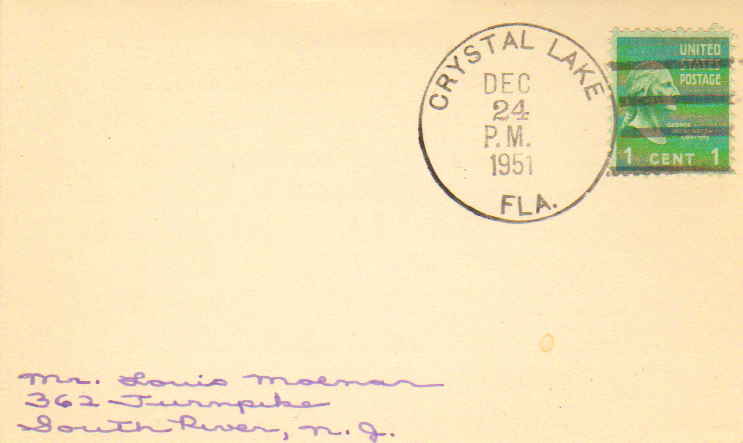 CRYSTAL LAKE
DEC
24
P.M.
1951
FLA.
UNITED
STATES
POSTAGE
1 CENT 1
Mr. Louis Molnar
362 Turnpike
South River, N. J.